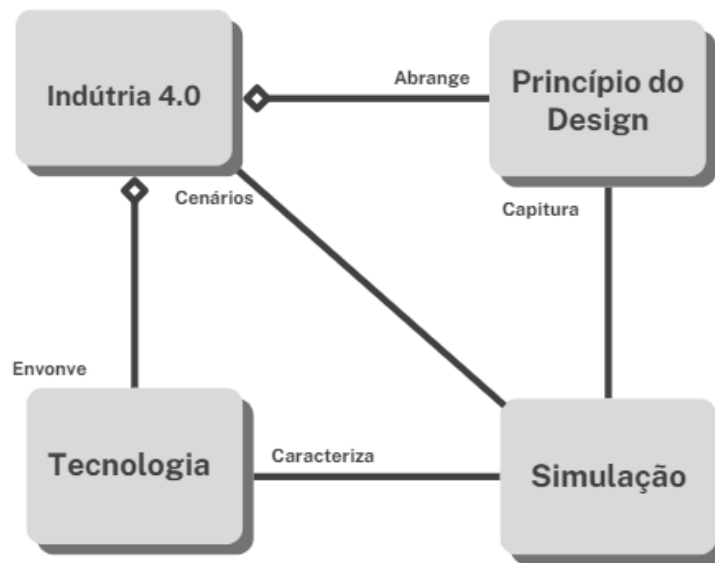 Indútria 4.0
Abrange
Princípio do
Design
Cenários
Capitura
Envonve
Tecnologia
Caracteriza
Simulação